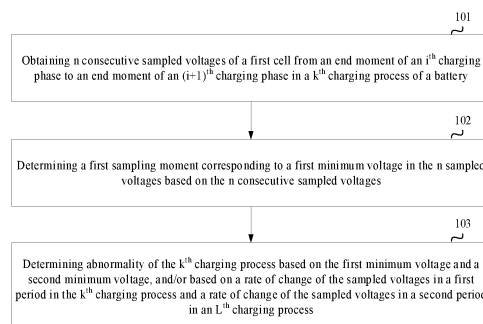 101
Obtaining n consecutive sampled voltages of a first cell from an end moment of an ith charging
phase to an end moment of an (i+1)th charging phase in a kth charging process of a battery
102
Determining a first sampling moment corresponding to a first minimum voltage in the n sampled
voltages based on the n consecutive sampled voltages
103
Determining abnormality of the kth charging process based on the first minimum voltage and a
second minimum voltage, and/or based on a rate of change of the sampled voltages in a first
period in the kth charging process and a rate of change of the sampled voltages in a second period
in an Lth charging process